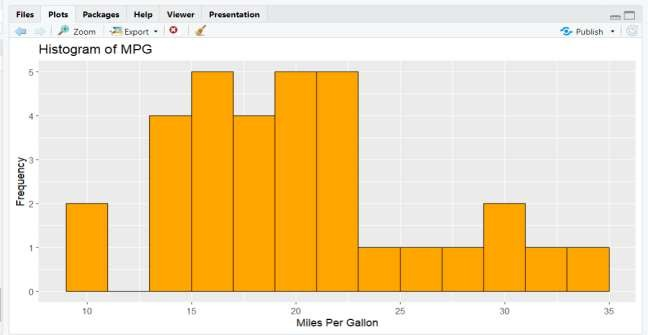 Files Plots Packages Help Viewer Presentation
Zoom Export Publish
Histogram of MPG
Frequency
5
4
3
2
1
0
10 15 20 25 30 35
Miles Per Gallon